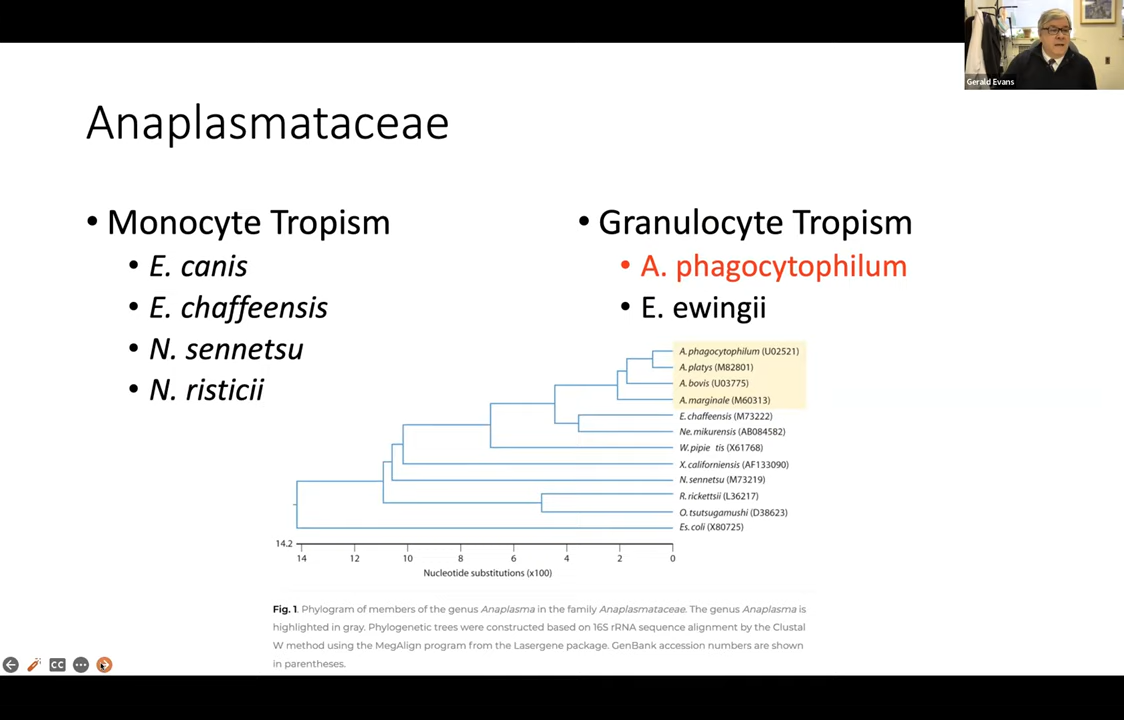 Gerald Evans
Anaplasmataceae
• Monocyte Tropism
• E. canis
• E. chaffeensis
• N. sennetsu
• N. risticii
• Granulocyte Tropism
• A. phagocytophilum
• E. ewingii
A. phagocytophilum (U02521)
A. platys (M82801)
A. bovis (U03775)
A. marginale (M60313)
E. chaffeensis (M73222)
Ne. mikurensis (AB084582)
W. pipie tis (X61768)
X. californiensis (AF133090)
N. sennetsu (M73219)
R. rickettsii (L36217)
O. tsutsugamushi (D38623)
Es. coli (X80725)
14.2
14 12 10 8 6 4 2 0
Nucleotide substitutions (x100)
Fig. 1. Phylogram of members of the genus Anaplasma in the family Anaplasmataceae. The genus Anaplasma is
highlighted in gray. Phylogenetic trees were constructed based on 16S rRNA sequence alignment by the Clustal
W method using the MegAlign program from the Lasergene package. GenBank accession numbers are shown
in parentheses.
CC